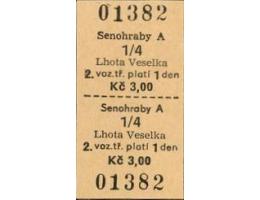 01382
Senohraby A
1/4
Lhota Veselka
2. voz.tř. platí 1 den
Kč 3,00
Senohraby A
1/4
Lhota Veselka
2. voz.tř. platí 1 den
Kč 3,00
01382